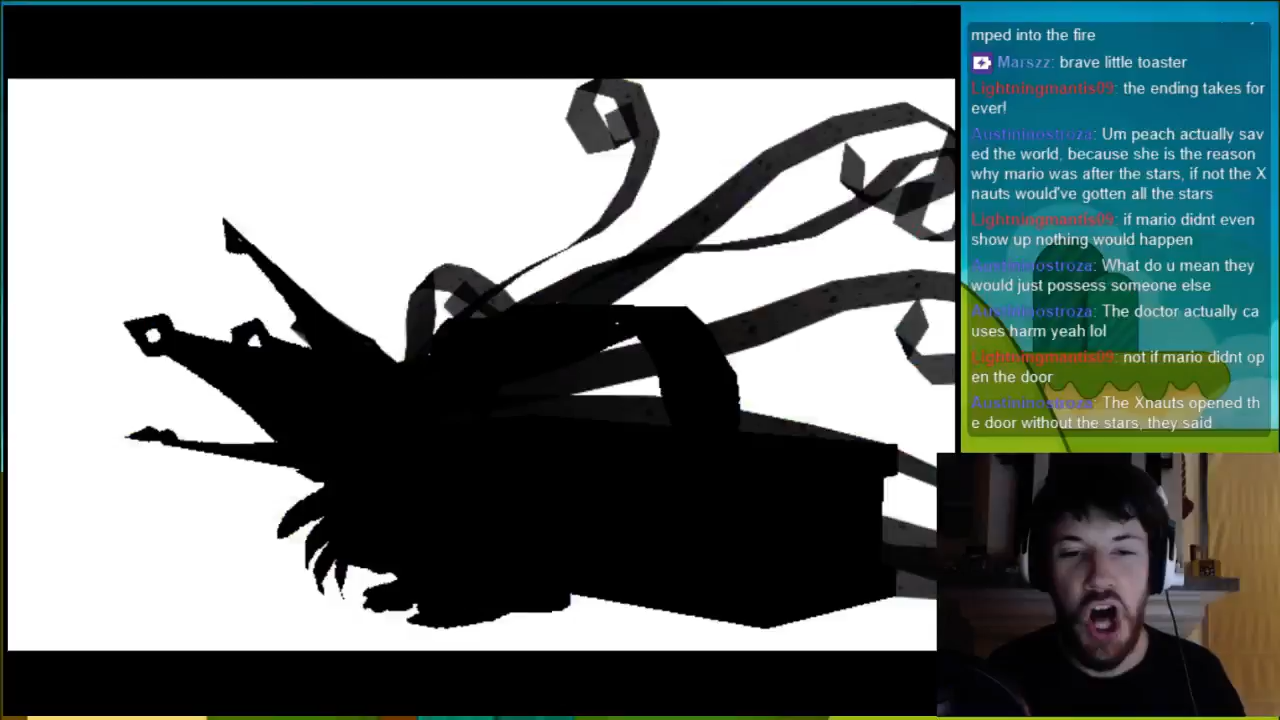 mped into the fire
Marszz: brave little toaster
Lightningmantis09: the ending takes for
ever!
Austininostroza: Um peach actually sav
ed the world, because she is the reason
why mario was after the stars, if not the X
nauts would've gotten all the stars
Lightningmantis09: if mario didnt even
show up nothing would happen
Austininostroza: What do u mean they
would just possess someone else
Austininostroza: The doctor actually ca
uses harm yeah lol
Lightningmantis09: not if mario didnt op
en the door
Austininostroza: The Xnauts opened th
e door without the stars, they said